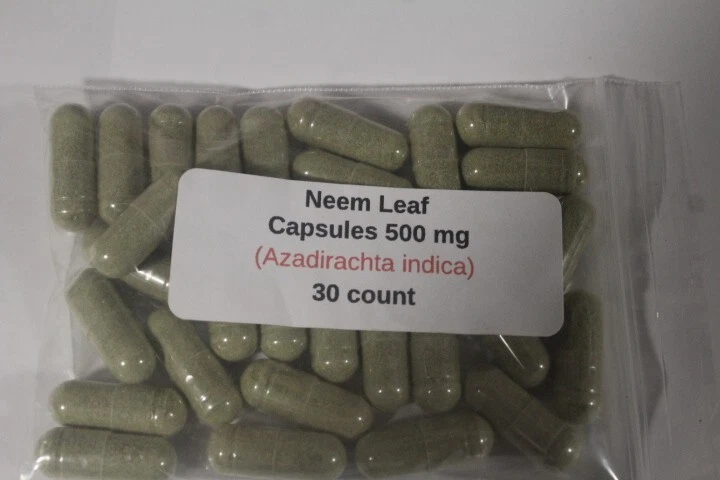 Neem Leaf
Capsules 500 mg
(Azadirachta indica)
30 count